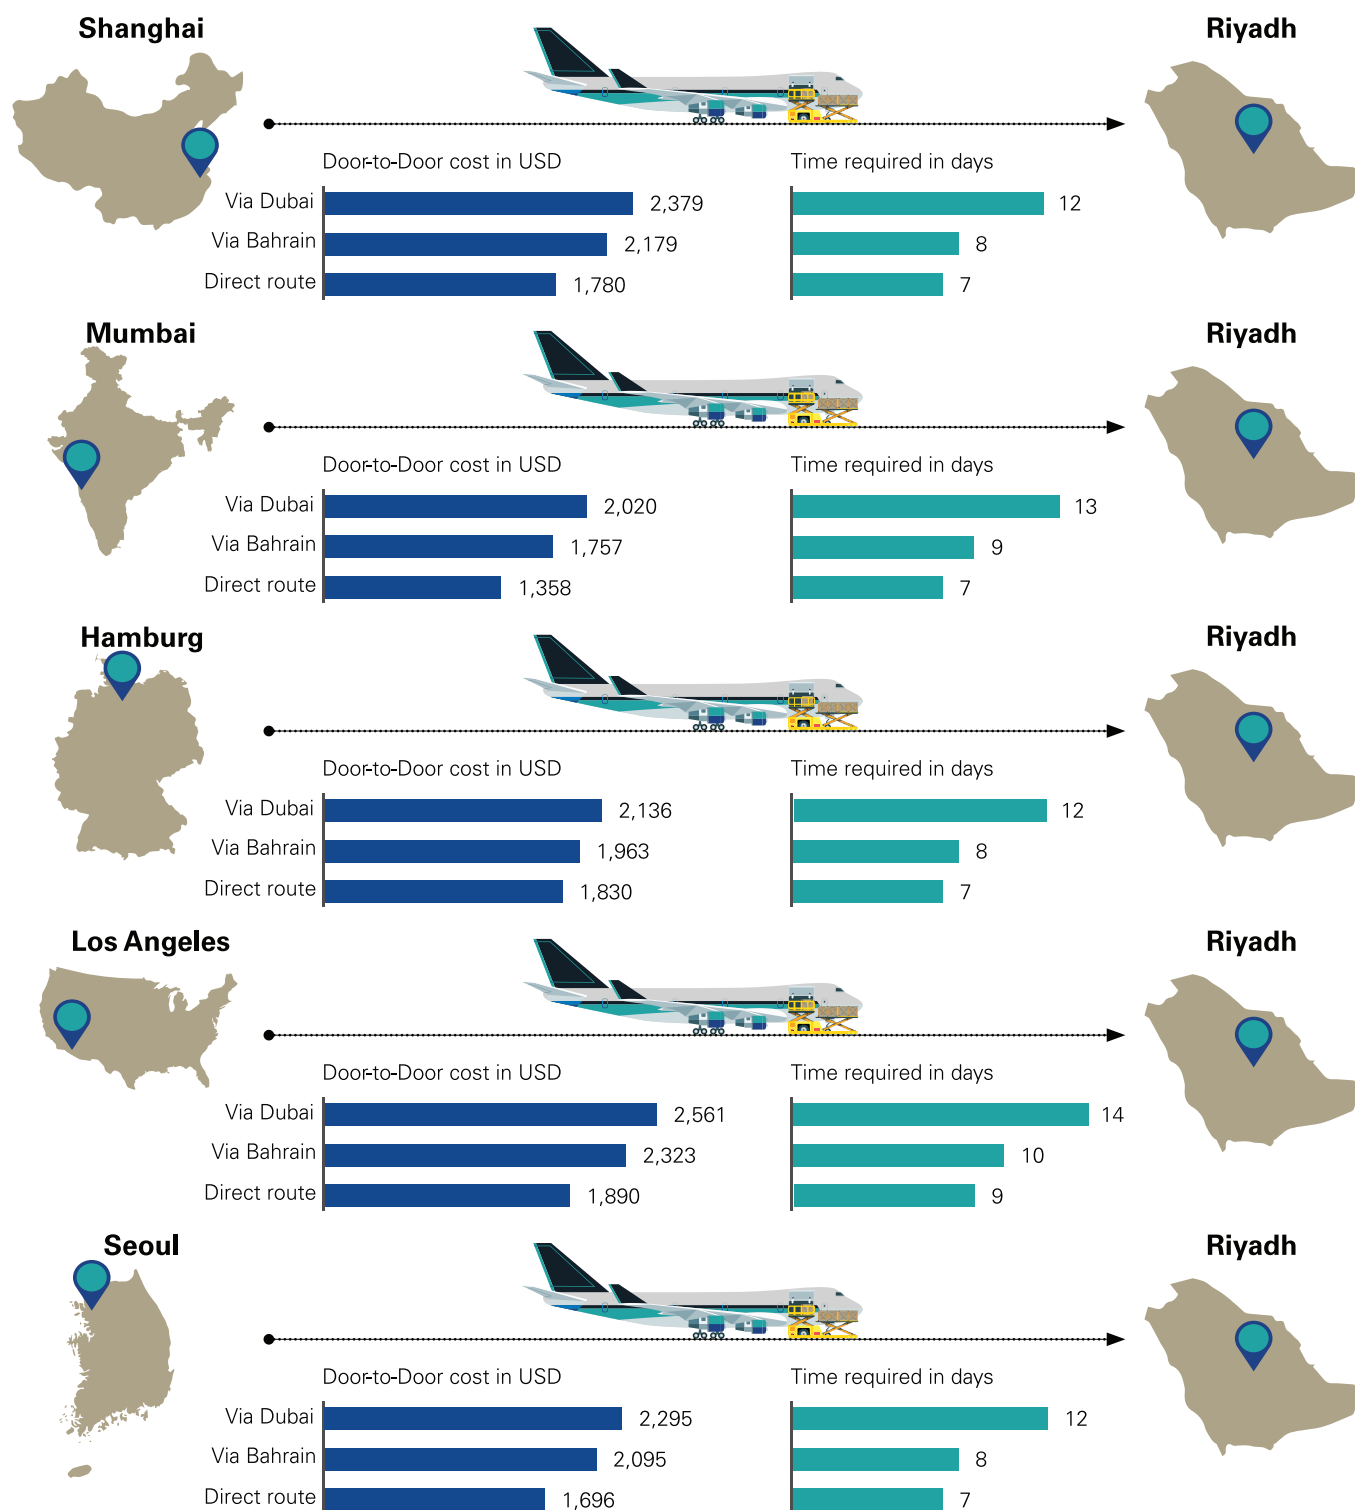 Shanghai
Riyadh
Door-to-Door cost in USD
Time required in days
Via Dubai 2,379 12
Via Bahrain 2,179 8
Direct route 1,780 7
Mumbai
Riyadh
Door-to-Door cost in USD
Time required in days
Via Dubai 2,020 13
Via Bahrain 1,757 9
Direct route 1,358 7
Hamburg
Riyadh
Door-to-Door cost in USD
Time required in days
Via Dubai 2,136 12
Via Bahrain 1,963 8
Direct route 1,830 7
Los Angeles
Riyadh
Door-to-Door cost in USD
Time required in days
Via Dubai 2,561 14
Via Bahrain 2,323 10
Direct route 1,890 9
Seoul
Riyadh
Door-to-Door cost in USD
Time required in days
Via Dubai 2,295 12
Via Bahrain 2,095 8
Direct route 1,696 7